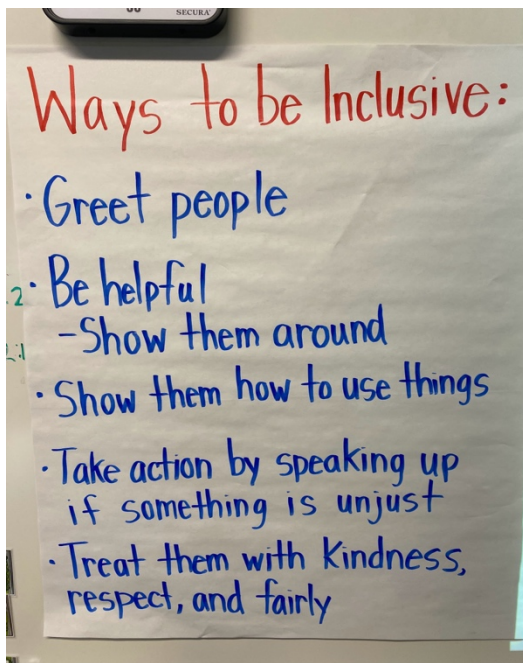 SECURA
Ways to be Inclusive:
· Greet people
· Be helpful
-Show them around
· Show them how to use things
· Take action by speaking up
if something is unjust
· Treat them with kindness,
respect, and fairly